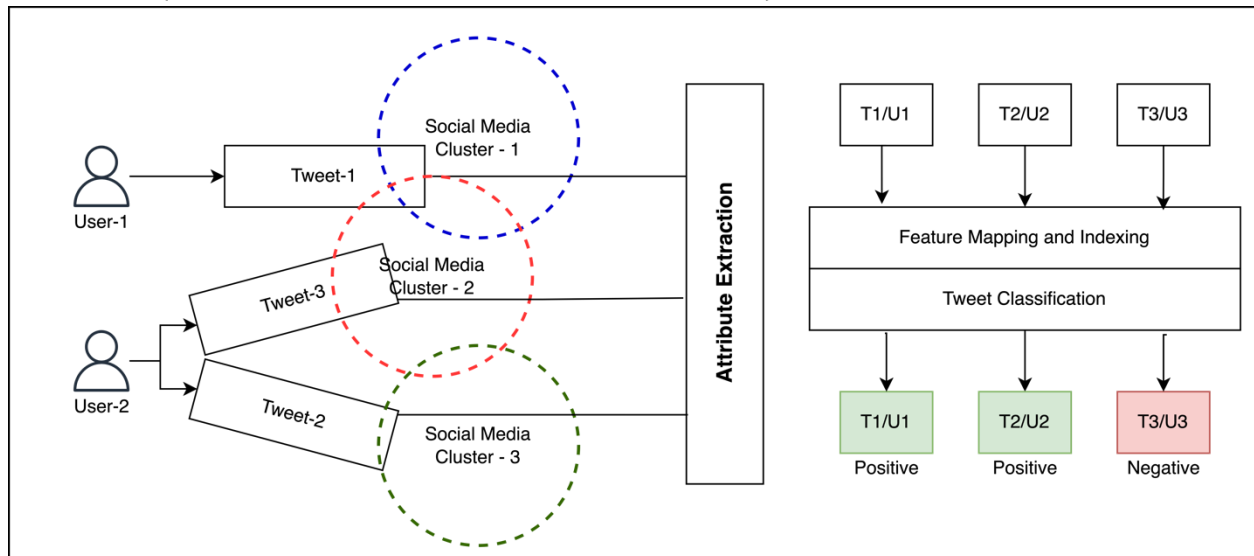 Social Media
Cluster - 1
Tweet-1
User-1
Social Media
Cluster - 2
Tweet-3
User-2
Tweet-2
Social Media
Cluster - 3
Attribute Extraction
T1/U1
T2/U2
T3/U3
Feature Mapping and Indexing
Tweet Classification
T1/U1
T2/U2
T3/U3
Positive
Positive
Negative